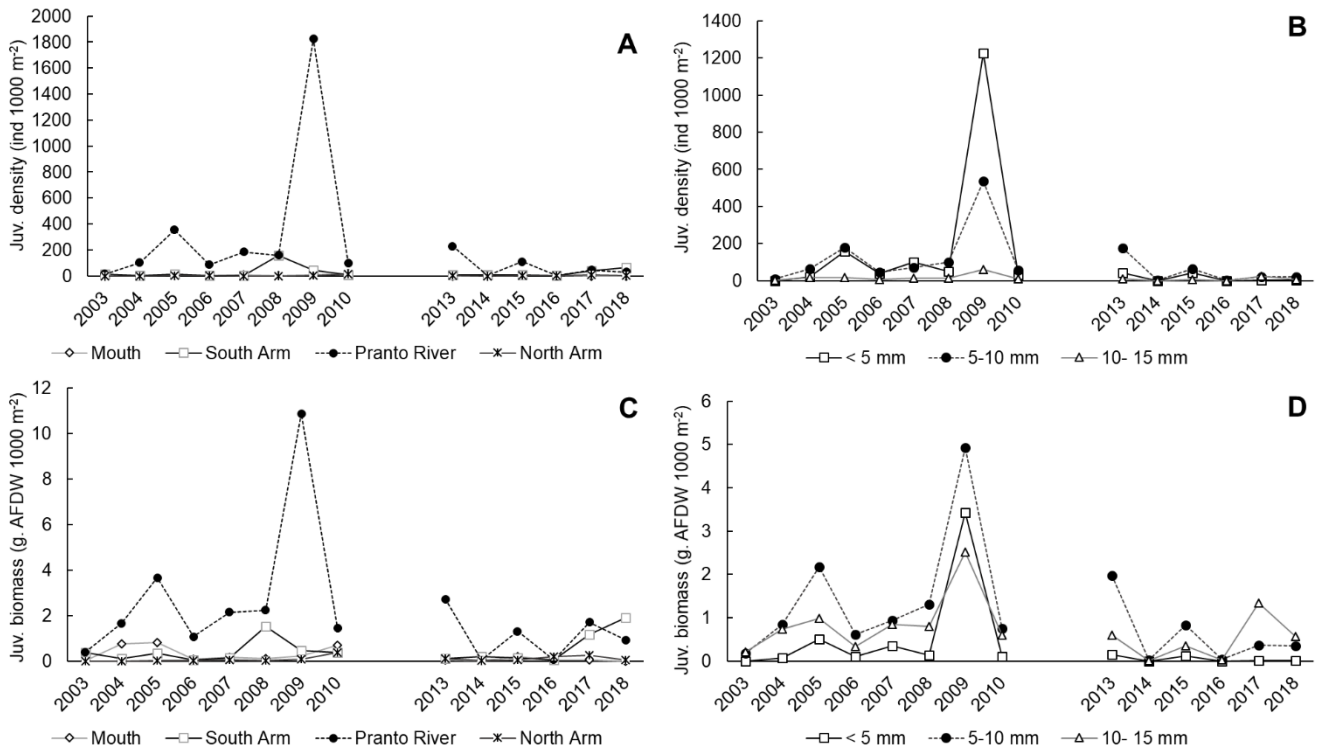 A
Juv. density (ind 1000 m-2)
2000
1800
1600
1400
1200
1000
800
600
400
200
0
2003 2004 2005 2006 2007 2008 2009 2010 2013 2014 2015 2016 2017 2018
Mouth South Arm Pranto River North Arm
B
Juv. density (ind 1000 m-2)
1400
1200
1000
800
600
400
200
0
2003 2004 2005 2006 2007 2008 2009 2010 2013 2014 2015 2016 2017 2018
< 5 mm 5-10 mm 10- 15 mm
C
Juv. biomass (g. AFDW 1000 m-2)
12
10
8
6
4
2
0
2003 2004 2005 2006 2007 2008 2009 2010 2013 2014 2015 2016 2017 2018
Mouth South Arm Pranto River North Arm
D
Juv. biomass (g. AFDW 1000 m-2)
6
5
4
3
2
1
0
2003 2004 2005 2006 2007 2008 2009 2010 2013 2014 2015 2016 2017 2018
< 5 mm 5-10 mm 10- 15 mm